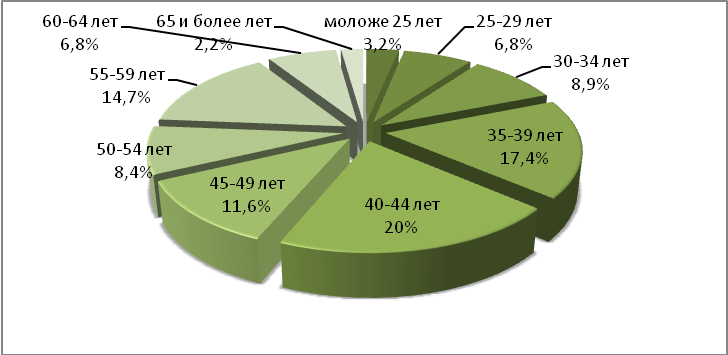 60-64 лет
6,8%
65 и более лет
2,2%
моложе 25 лет
3,2%
25-29 лет
6,8%
30-34 лет
8,9%
55-59 лет
14,7%
35-39 лет
17,4%
50-54 лет
8,4%
45-49 лет
11,6%
40-44 лет
20%